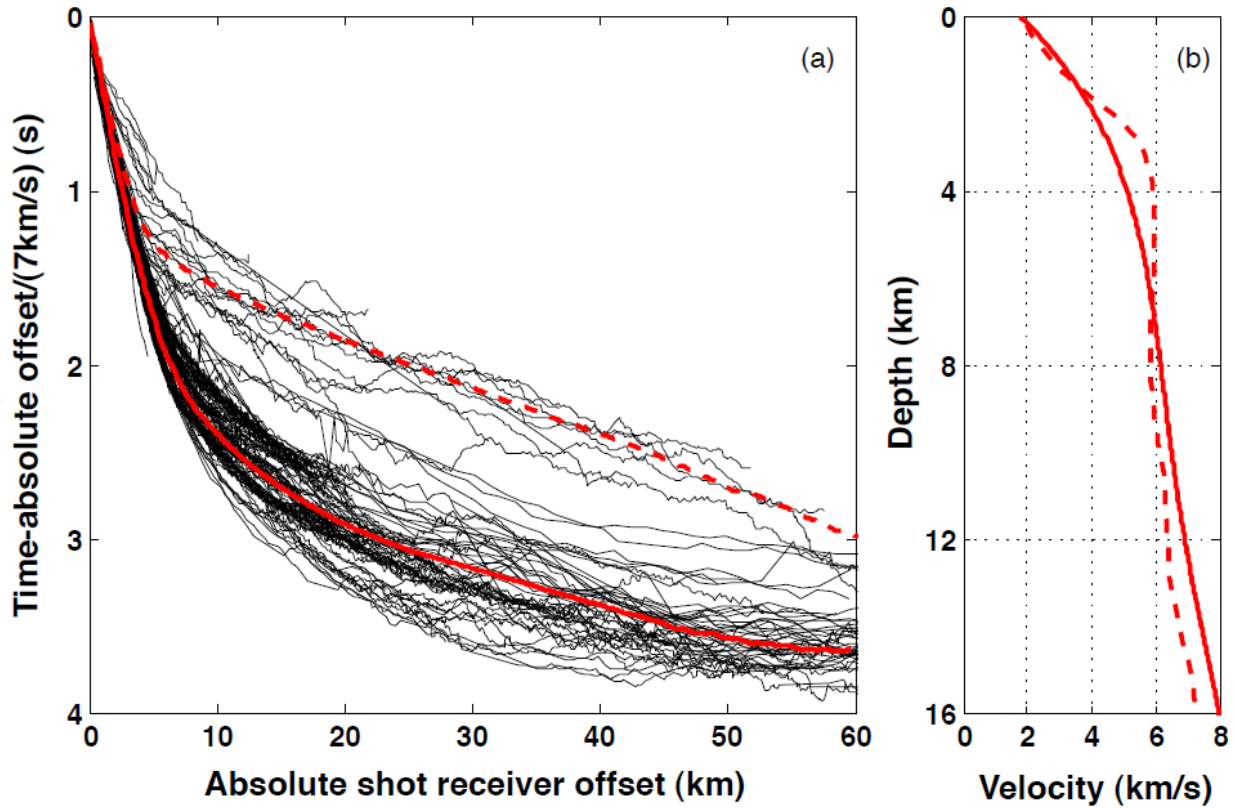 (a)
Time-absolute offset/(7km/s) (s)
0
1
2
3
4
0 10 20 30 40 50 60
Absolute shot receiver offset (km)
(b)
Depth (km)
0
4
8
12
16
0 2 4 6 8
Velocity (km/s)